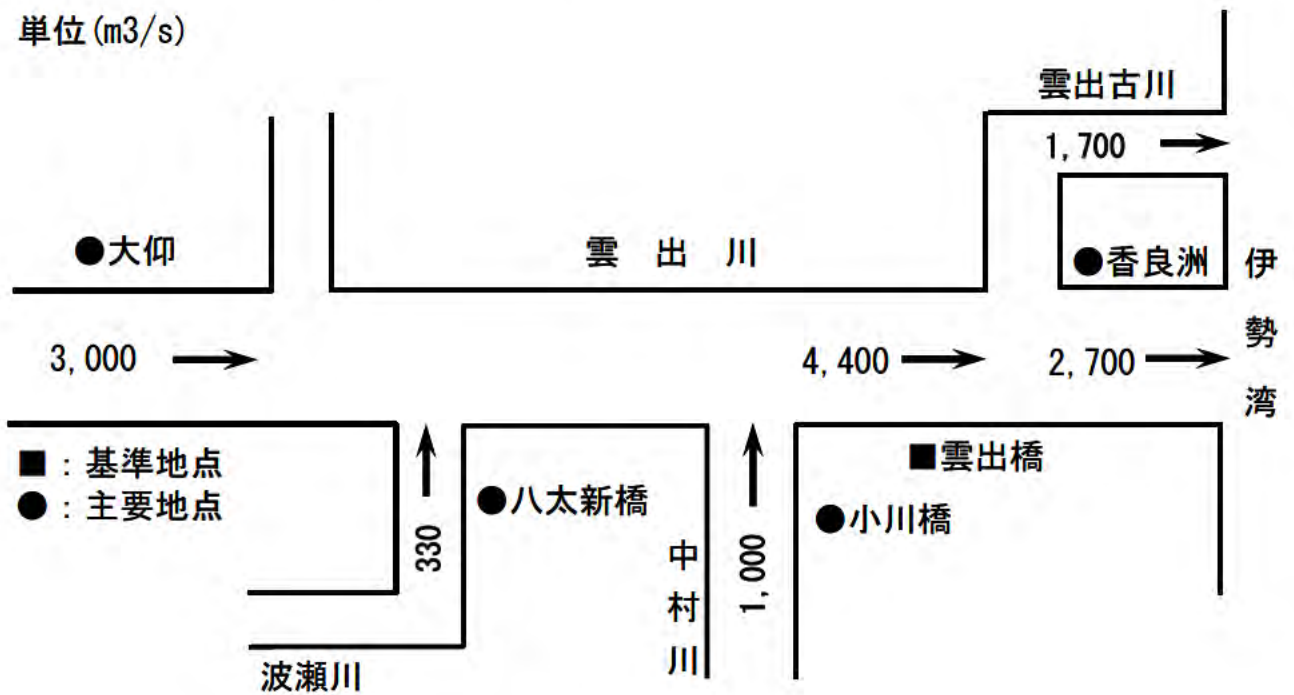 単位(m3/s)
雲出古川
1,700
●大仰
雲出川
●香良洲
伊勢湾
3,000
4,400
2,700
■：基準地点
●：主要地点
330
●八太新橋
中村川
1,000
■雲出橋
●小川橋
波瀬川